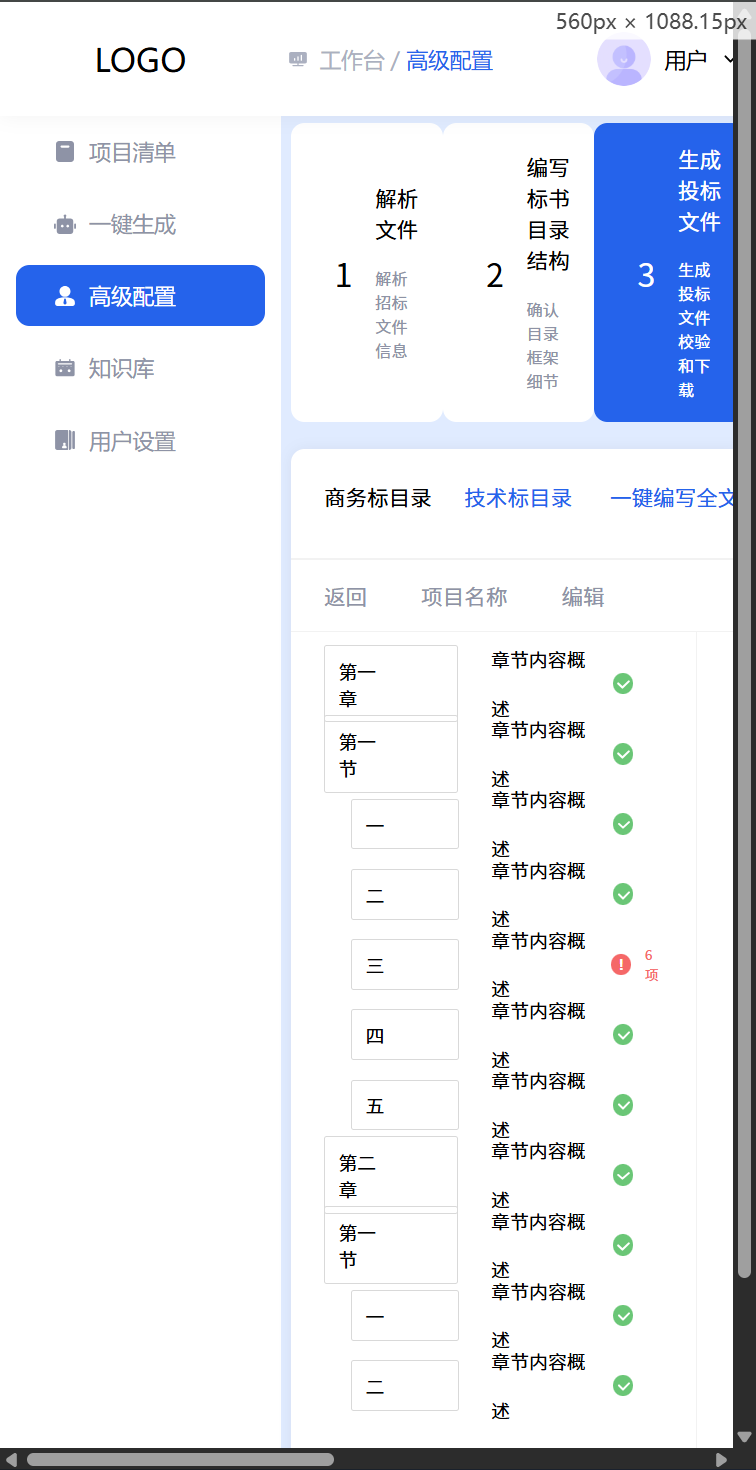 560px × 1088.15px
LOGO
工作台 / 高级配置
用户
项目清单
一键生成
高级配置
知识库
用户设置
1
解析
文件
解析
招标
文件
信息
2
编写
标书
目录
结构
确认
目录
框架
细节
3
生成
投标
文件
生成
投标
文件
校验
和下
载
商务标目录
技术标目录
一键编写全文
返回
项目名称
编辑
第一
章
章节内容概
述
第一
节
章节内容概
述
一
章节内容概
述
二
章节内容概
述
三
章节内容概
述
6
项
四
章节内容概
述
五
章节内容概
述
第二
章
章节内容概
述
第一
节
章节内容概
述
一
章节内容概
述
二
章节内容概
述